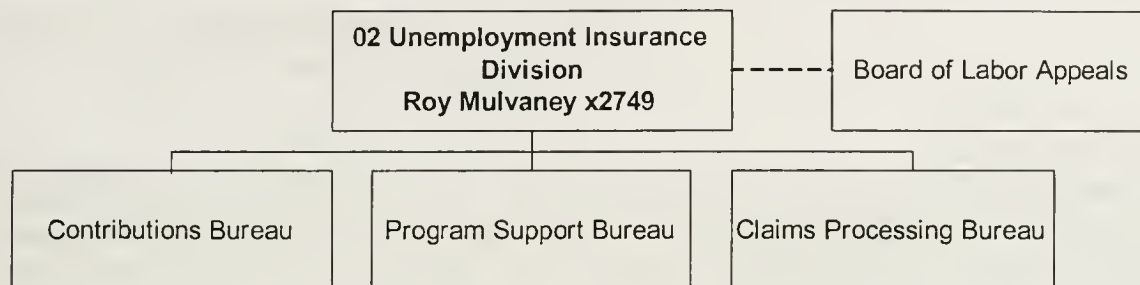 02 Unemployment Insurance
Division
Roy Mulvaney x2749
Board of Labor Appeals
Contributions Bureau
Program Support Bureau
Claims Processing Bureau